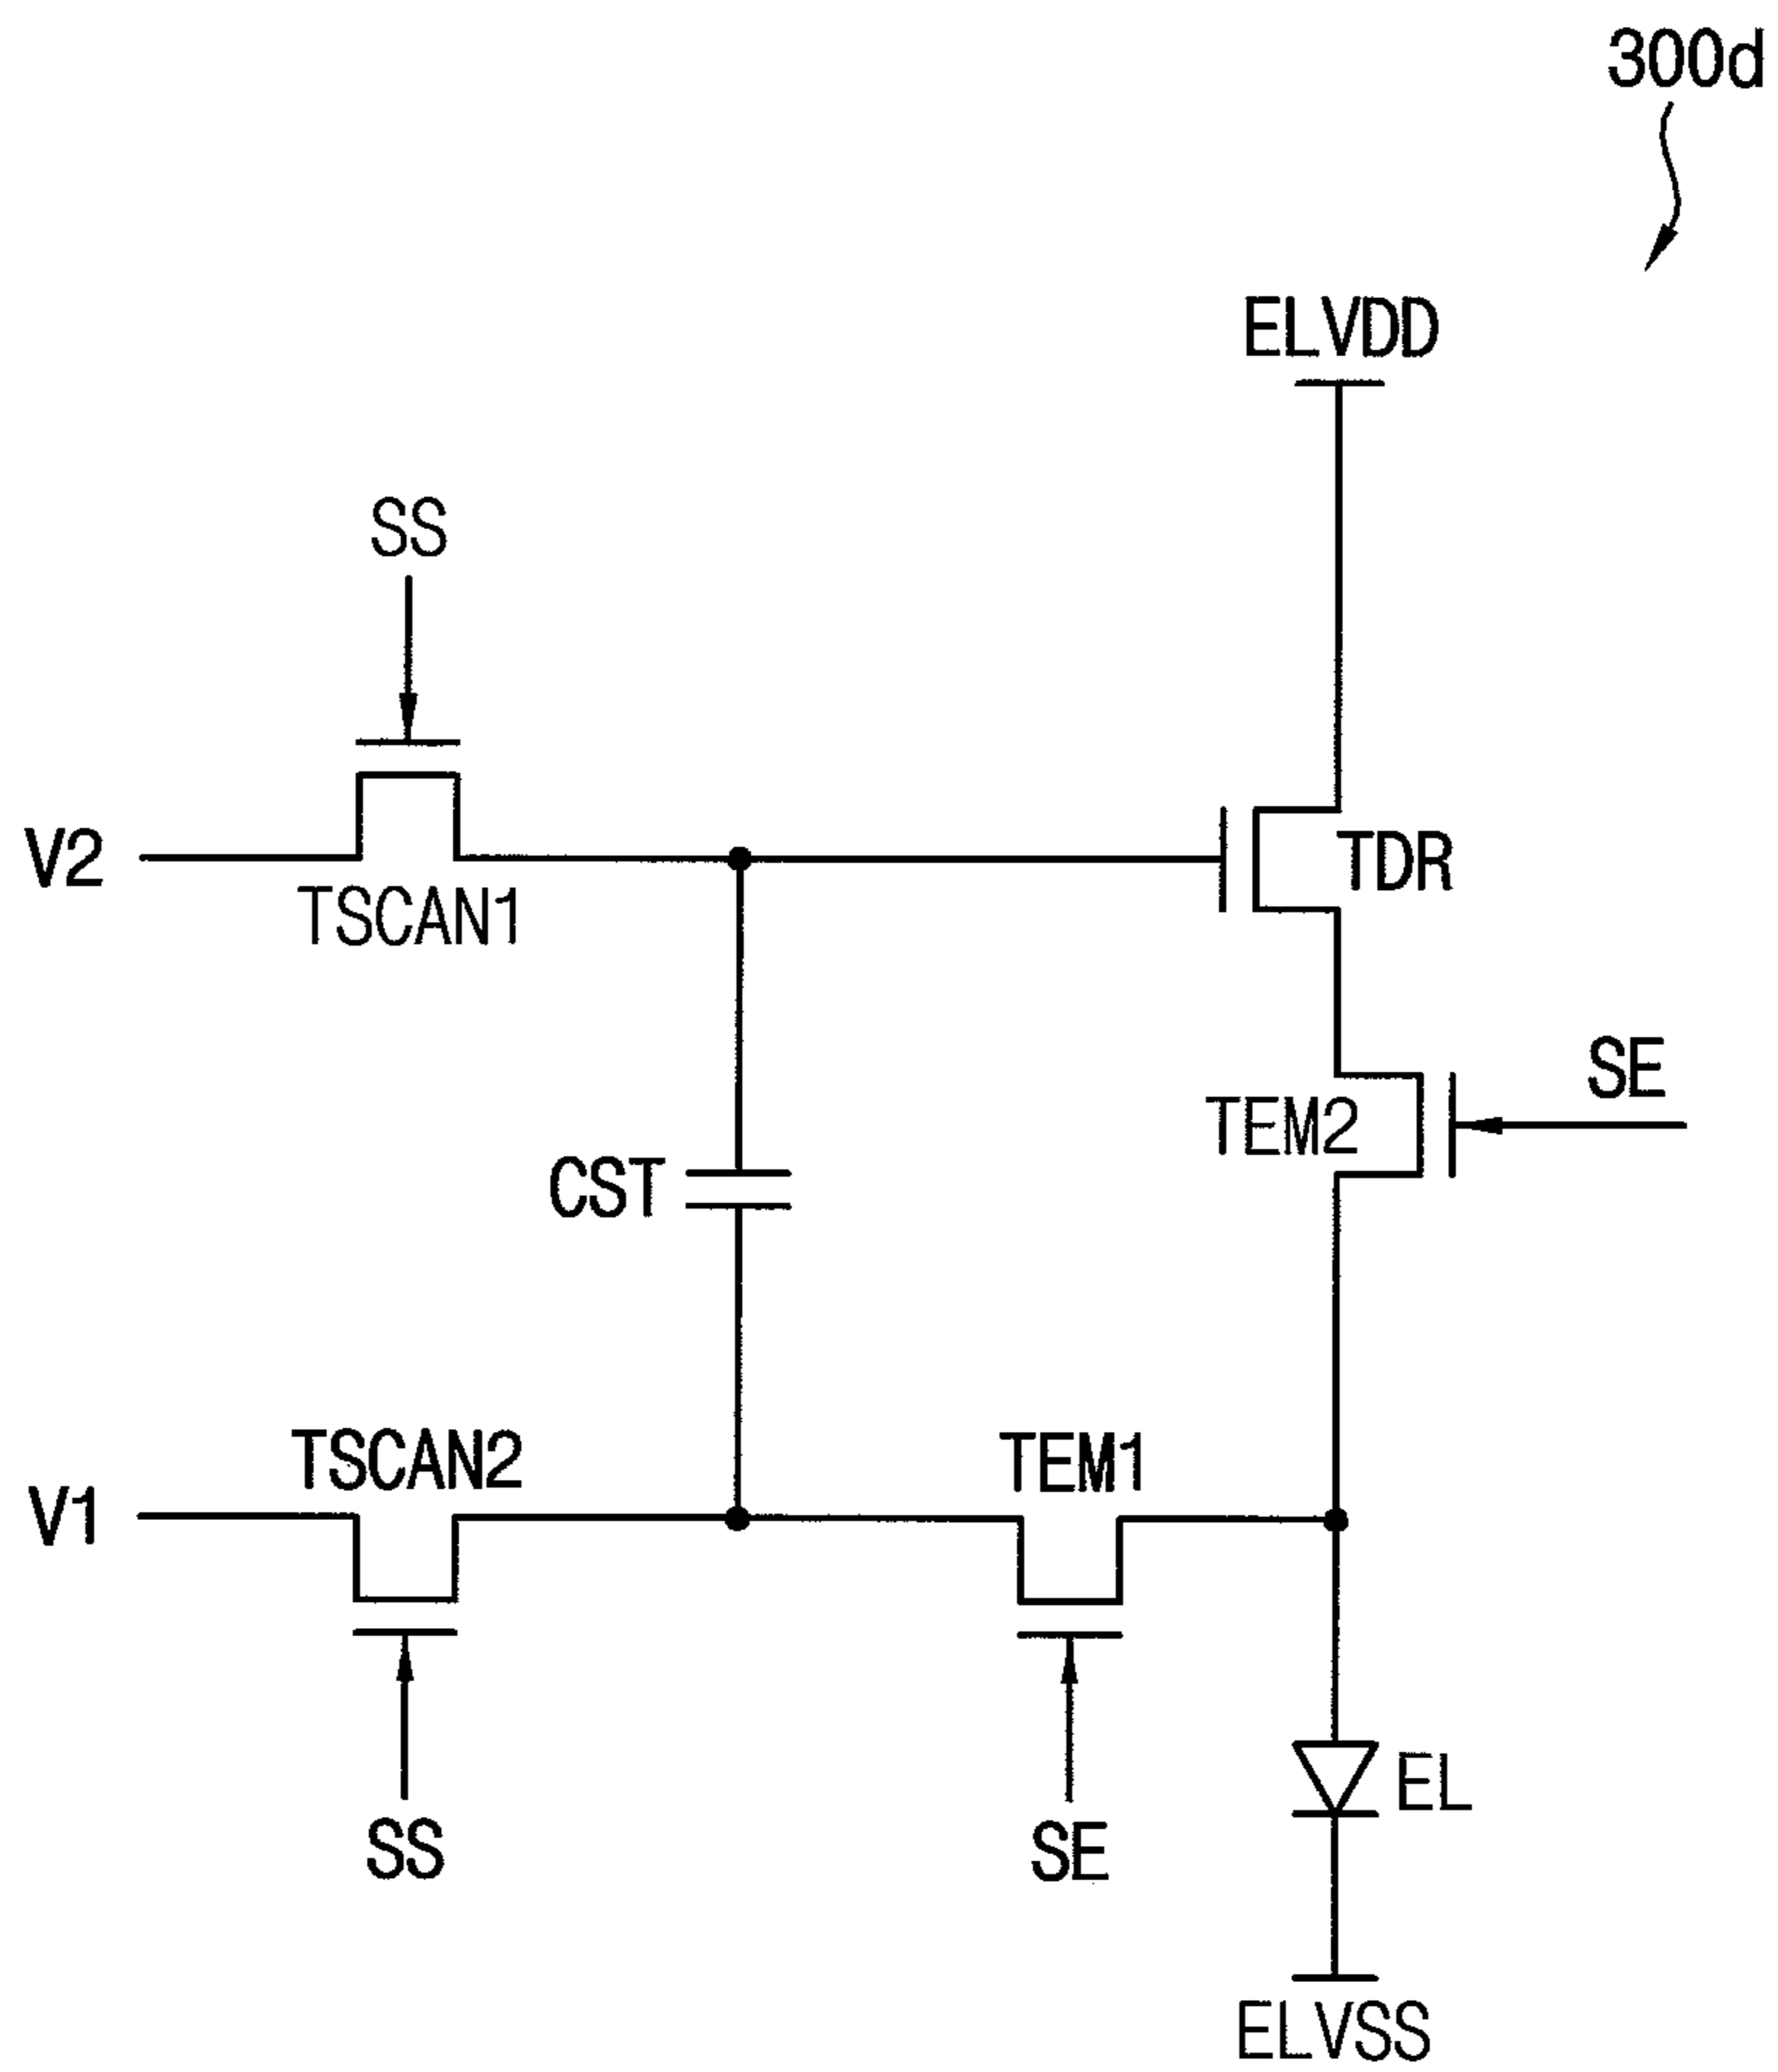 300d
ELVDD
SS
V2
TSCAN1
TDR
SE
TEM2
CST
TSCAN2
TEM1
V1
EL
SS
SE
ELVSS